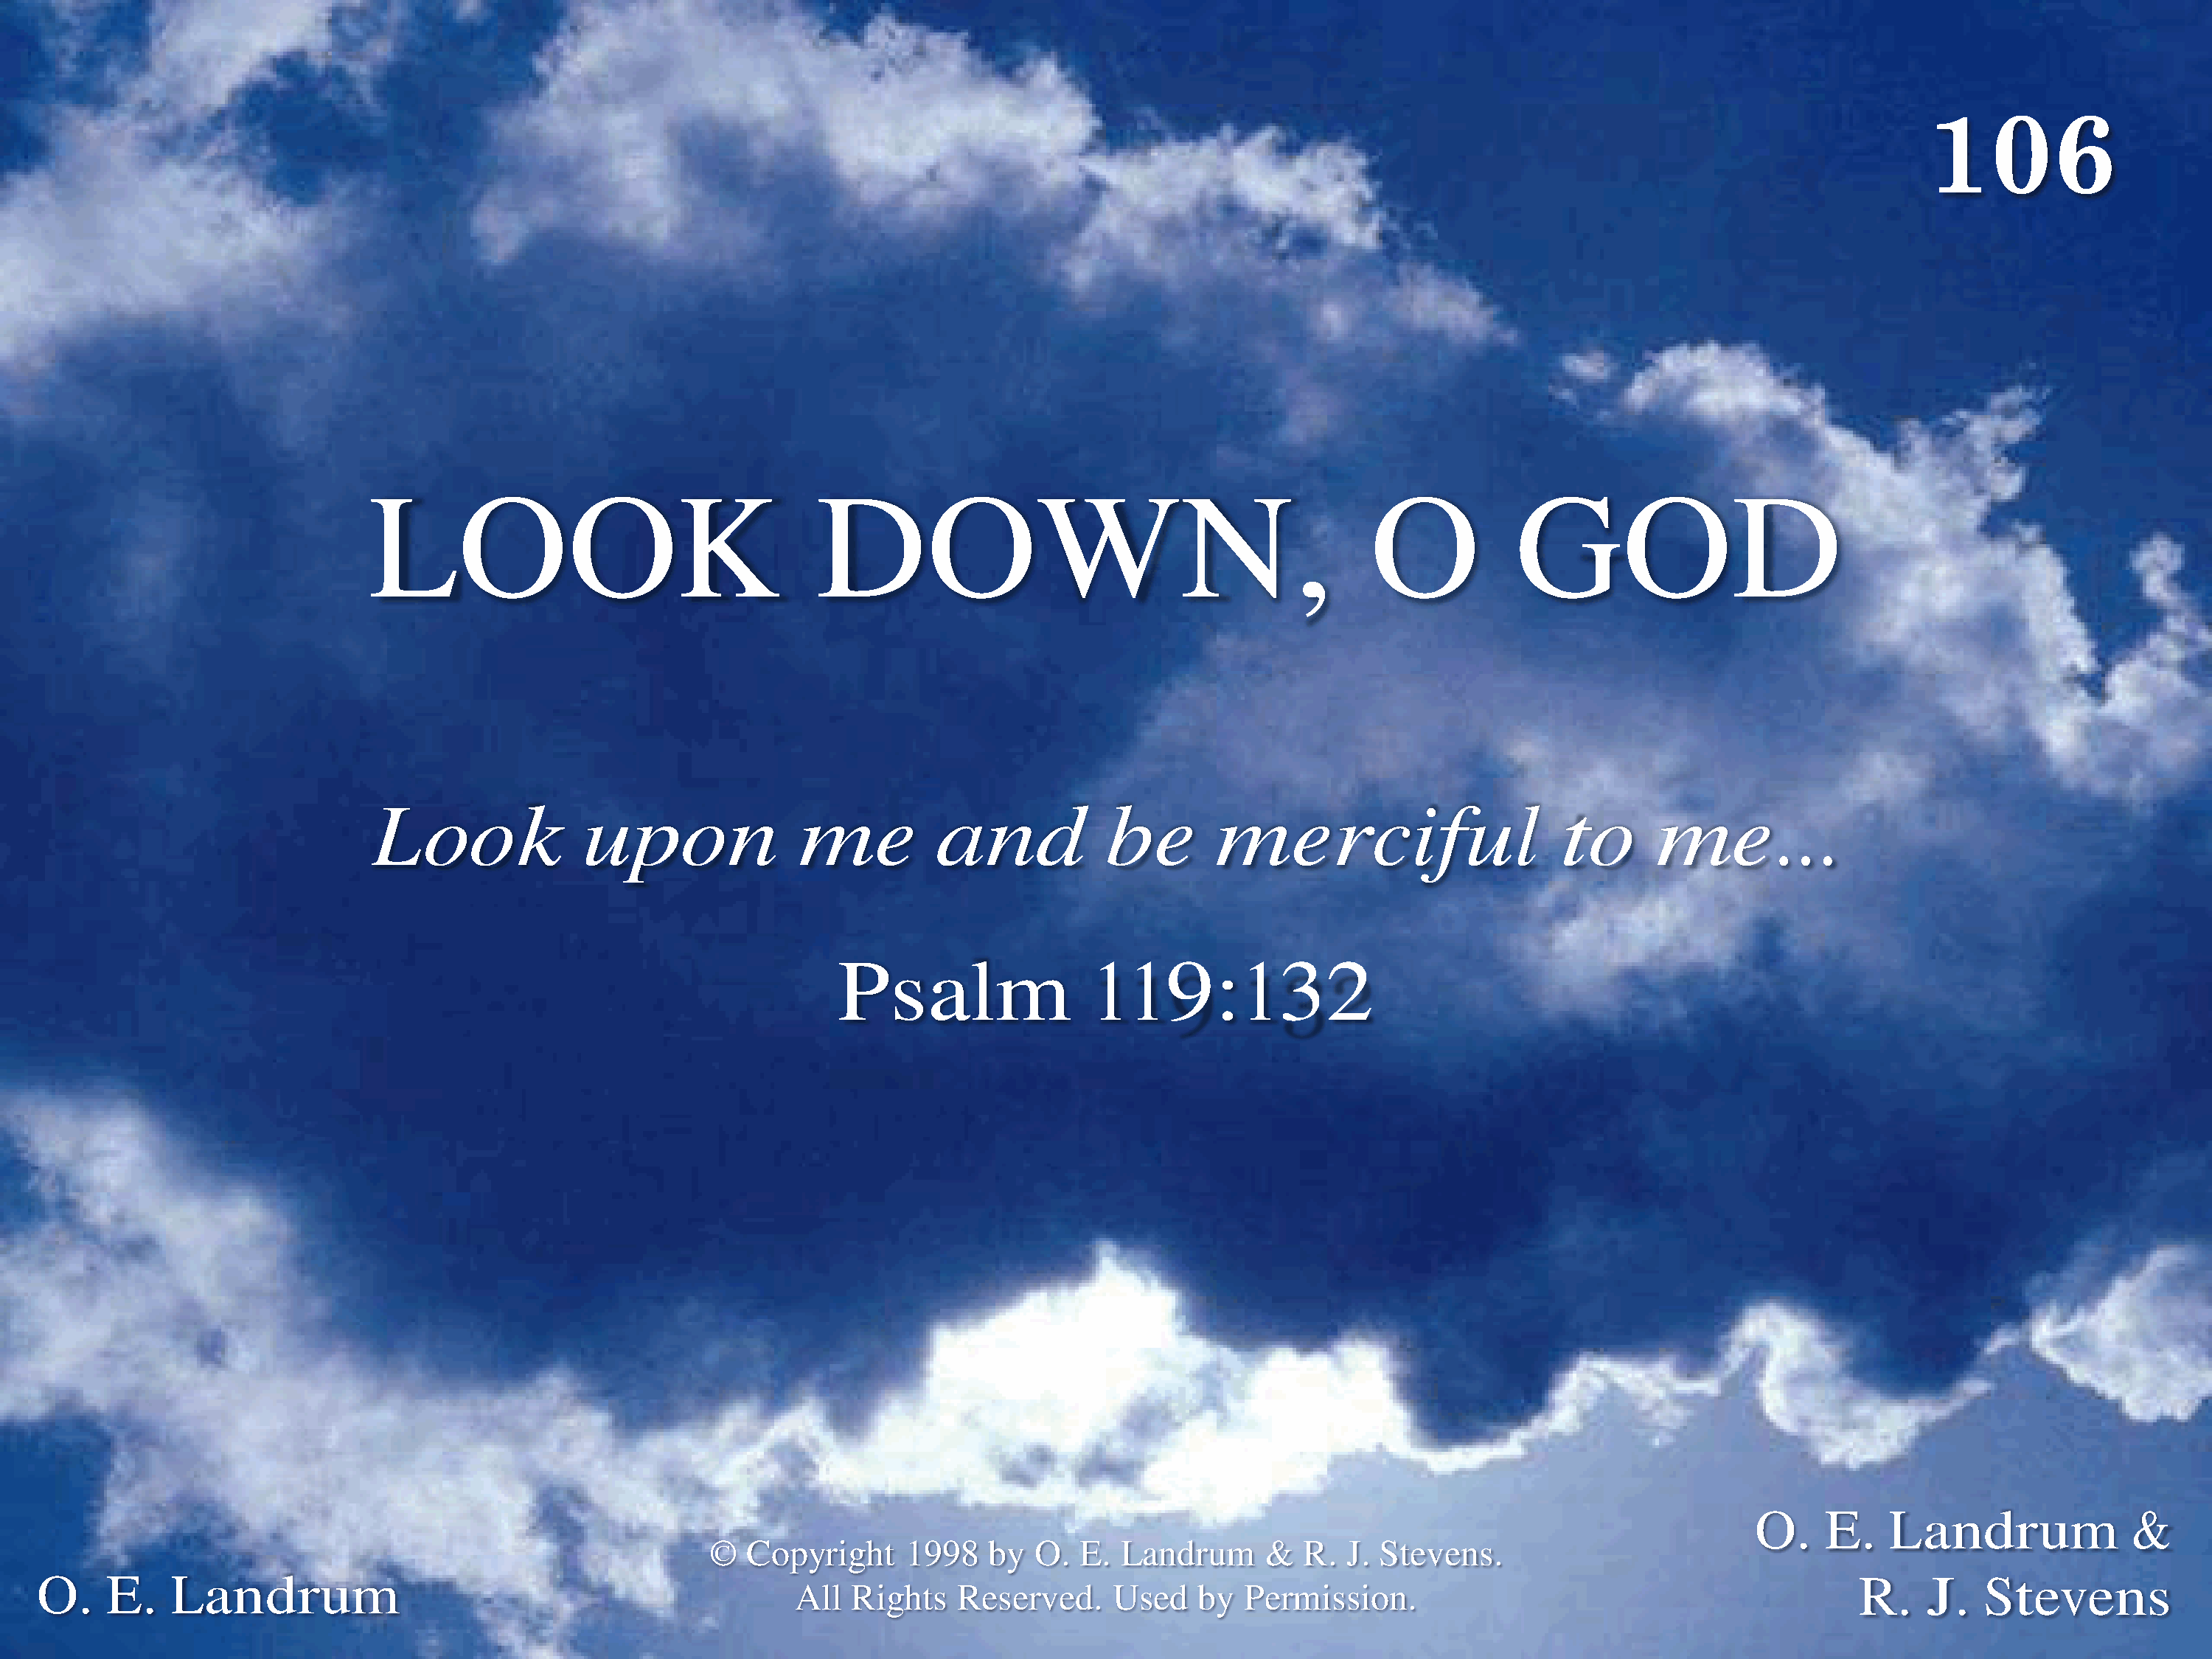 106
LOOK DOWN, O GOD
Look upon me and be merciful to me...
Psalm 119:132
O. E. Landrum
© Copyright 1998 by O. E. Landrum & R. J. Stevens.
All Rights Reserved. Used by Permission.
O. E. Landrum &
R. J. Stevens